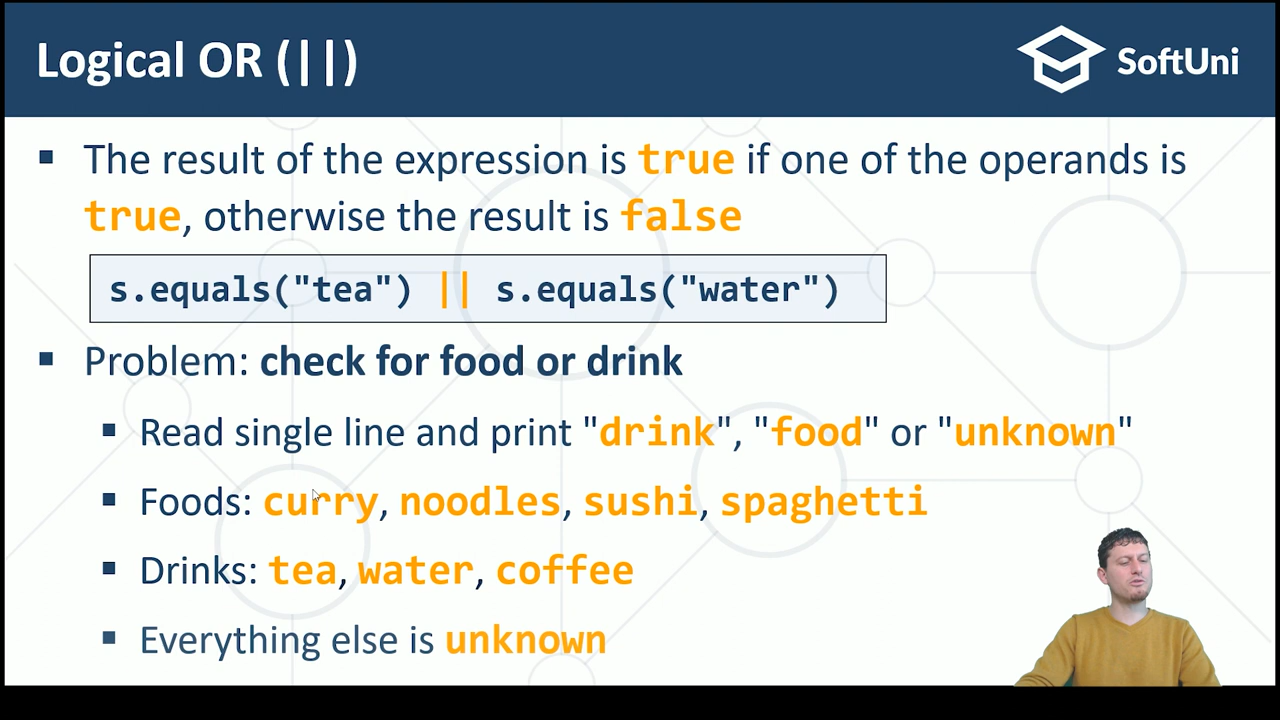 Logical OR (||)
SoftUni
The result of the expression is true if one of the operands is
true, otherwise the result is false
s.equals("tea") || s.equals("water")
Problem: check for food or drink
Read single line and print "drink", "food" or "unknown"
Foods: curry, noodles, sushi, spaghetti
Drinks: tea, water, coffee
Everything else is unknown